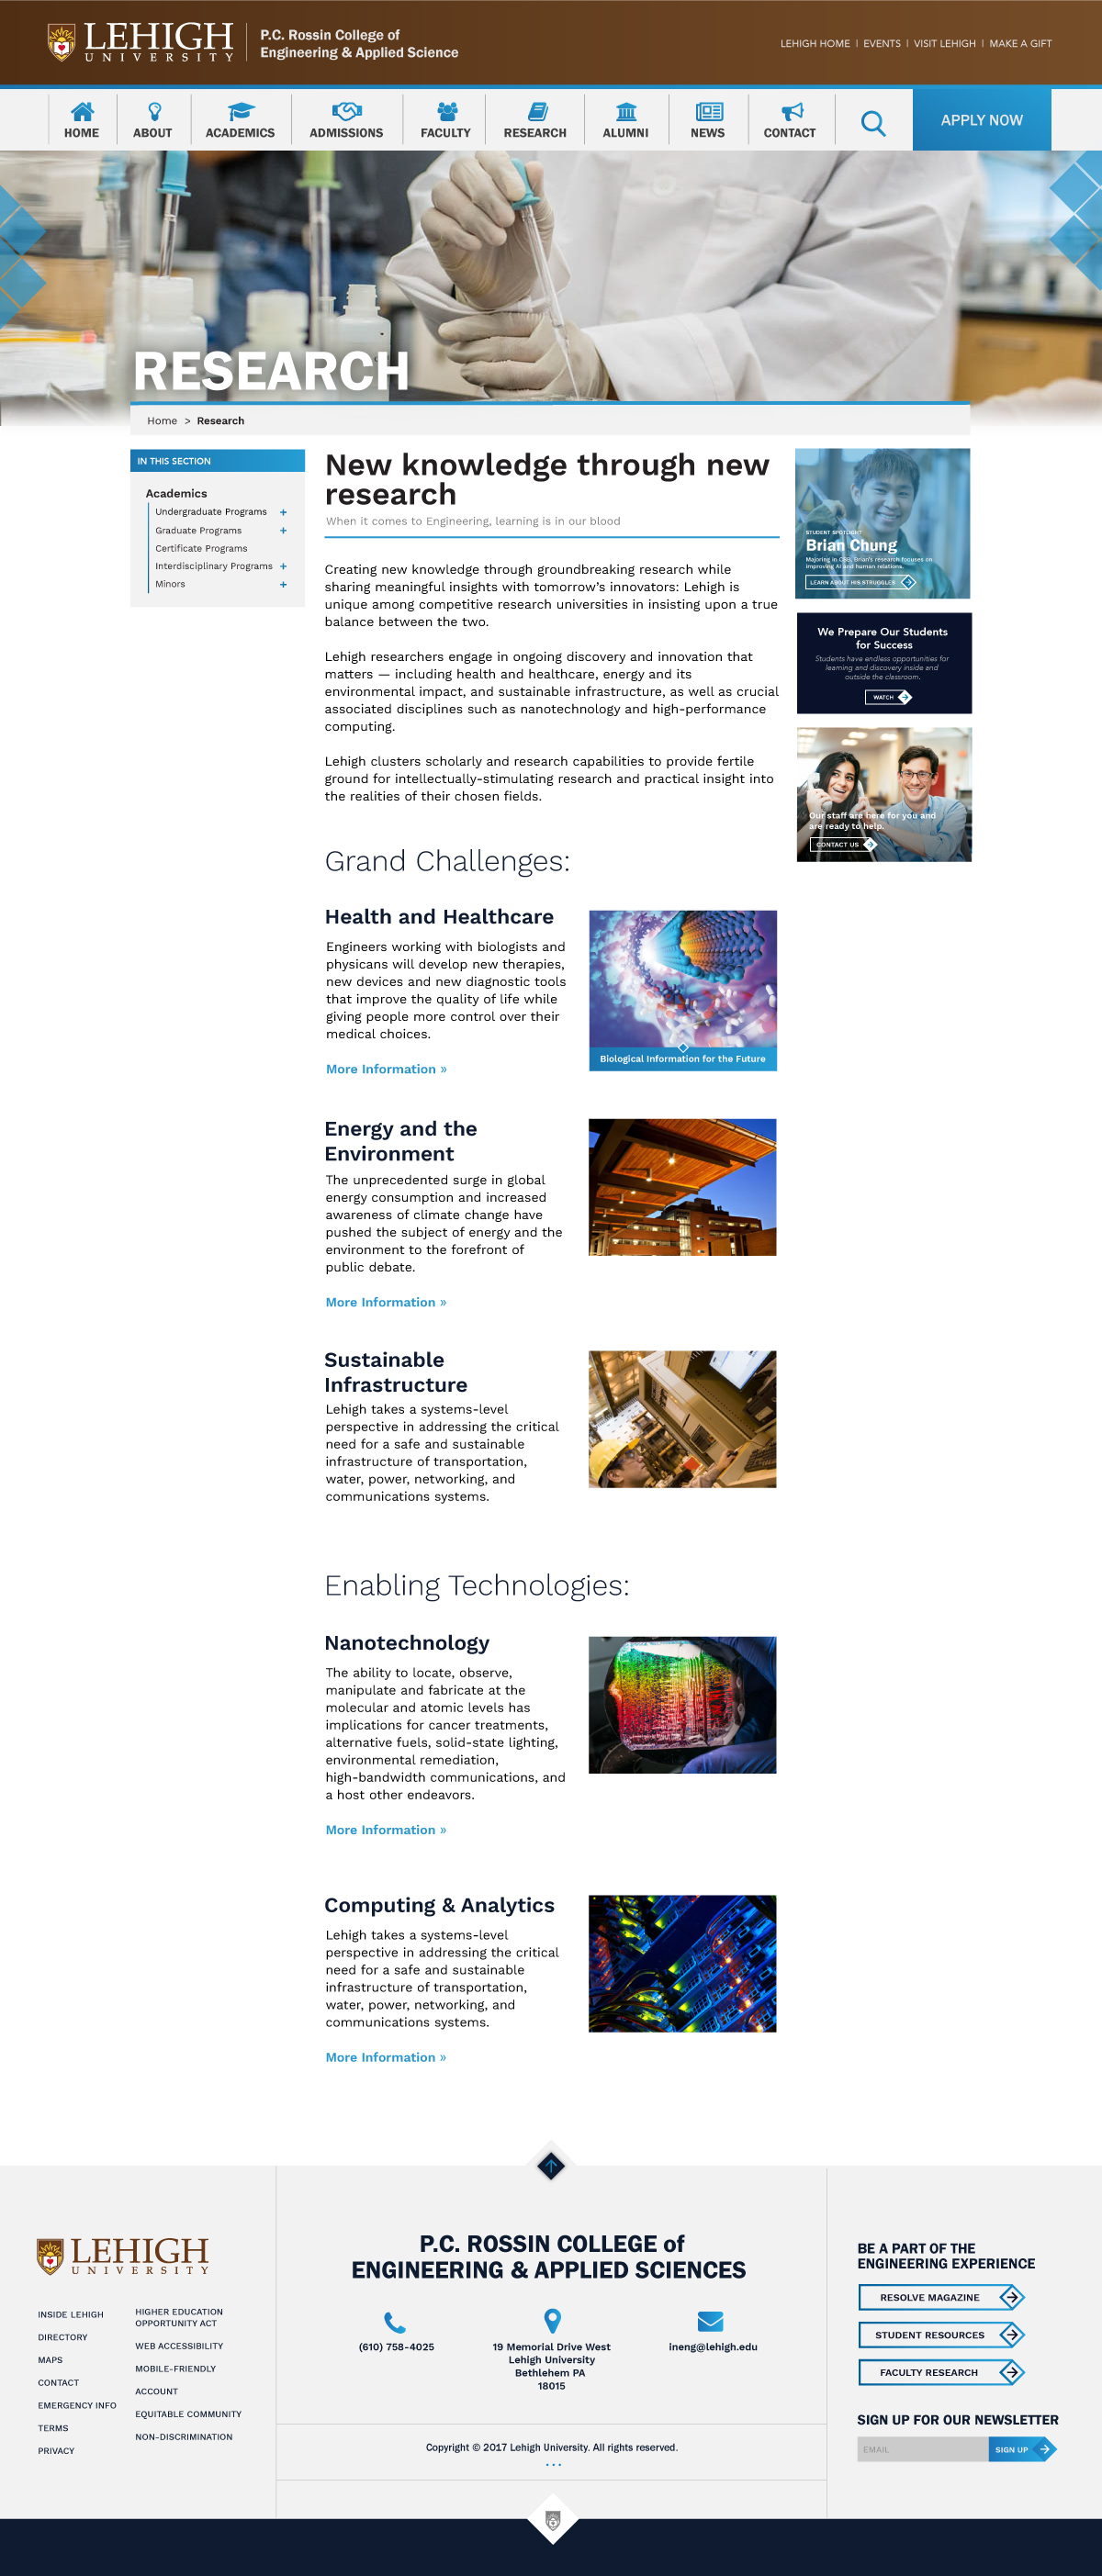 LEHIGH
UNIVERSITY
P.C. Rossin College of
Engineering & Applied Science
LEHIGH HOME | EVENTS | VISIT LEHIGH | MAKE A GIFT
HOME
ABOUT
ACADEMICS
ADMISSIONS
FACULTY
RESEARCH
ALUMNI
NEWS
CONTACT
APPLY NOW
RESEARCH
Home > Research
IN THIS SECTION
Academics
Undergraduate Programs +
Graduate Programs +
Certificate Programs
Interdisciplinary Programs +
Minors +
New knowledge through new
research
When it comes to Engineering, learning is in our blood
Creating new knowledge through groundbreaking research while
sharing meaningful insights with tomorrow's innovators: Lehigh is
unique among competitive research universities in insisting upon a true
balance between the two.
Lehigh researchers engage in ongoing discovery and innovation that
matters — including health and healthcare, energy and its
environmental impact, and sustainable infrastructure, as well as crucial
associated disciplines such as nanotechnology and high-performance
computing.
Lehigh clusters scholarly and research capabilities to provide fertile
ground for intellectually-stimulating research and practical insight into
the realities of their chosen fields.
STUDENT SPOTLIGHT
Brian Chung
Majoring in CSB, Brian's research focuses on
improving AI and human relations.
LEARN ABOUT HIS STRUGGLES
We Prepare Our Students
for Success
Students have endless opportunities for
learning and discovery inside and
outside the classroom.
WATCH
Our staff are here for you and
are ready to help.
CONTACT US
Grand Challenges:
Health and Healthcare
Engineers working with biologists and
physicans will develop new therapies,
new devices and new diagnostic tools
that improve the quality of life while
giving people more control over their
medical choices.
More Information »
Biological Information for the Future
Energy and the
Environment
The unprecedented surge in global
energy consumption and increased
awareness of climate change have
pushed the subject of energy and the
environment to the forefront of
public debate.
More Information »
Sustainable
Infrastructure
Lehigh takes a systems-level
perspective in addressing the critical
need for a safe and sustainable
infrastructure of transportation,
water, power, networking, and
communications systems.
Enabling Technologies:
Nanotechnology
The ability to locate, observe,
manipulate and fabricate at the
molecular and atomic levels has
implications for cancer treatments,
alternative fuels, solid-state lighting,
environmental remediation,
high-bandwidth communications, and
a host other endeavors.
More Information »
Computing & Analytics
Lehigh takes a systems-level
perspective in addressing the critical
need for a safe and sustainable
infrastructure of transportation,
water, power, networking, and
communications systems.
More Information »
LEHIGH
UNIVERSITY
INSIDE LEHIGH
DIRECTORY
MAPS
CONTACT
EMERGENCY INFO
TERMS
PRIVACY
HIGHER EDUCATION
OPPORTUNITY ACT
WEB ACCESSIBILITY
MOBILE-FRIENDLY
ACCOUNT
EQUITABLE COMMUNITY
NON-DISCRIMINATION
P.C. ROSSIN COLLEGE of
ENGINEERING & APPLIED SCIENCES
(610) 758-4025
19 Memorial Drive West
Lehigh University
Bethlehem PA
18015
ineng@lehigh.edu
Copyright © 2017 Lehigh University. All rights reserved.
...
BE A PART OF THE
ENGINEERING EXPERIENCE
RESOLVE MAGAZINE
STUDENT RESOURCES
FACULTY RESEARCH
SIGN UP FOR OUR NEWSLETTER
EMAIL
SIGN UP